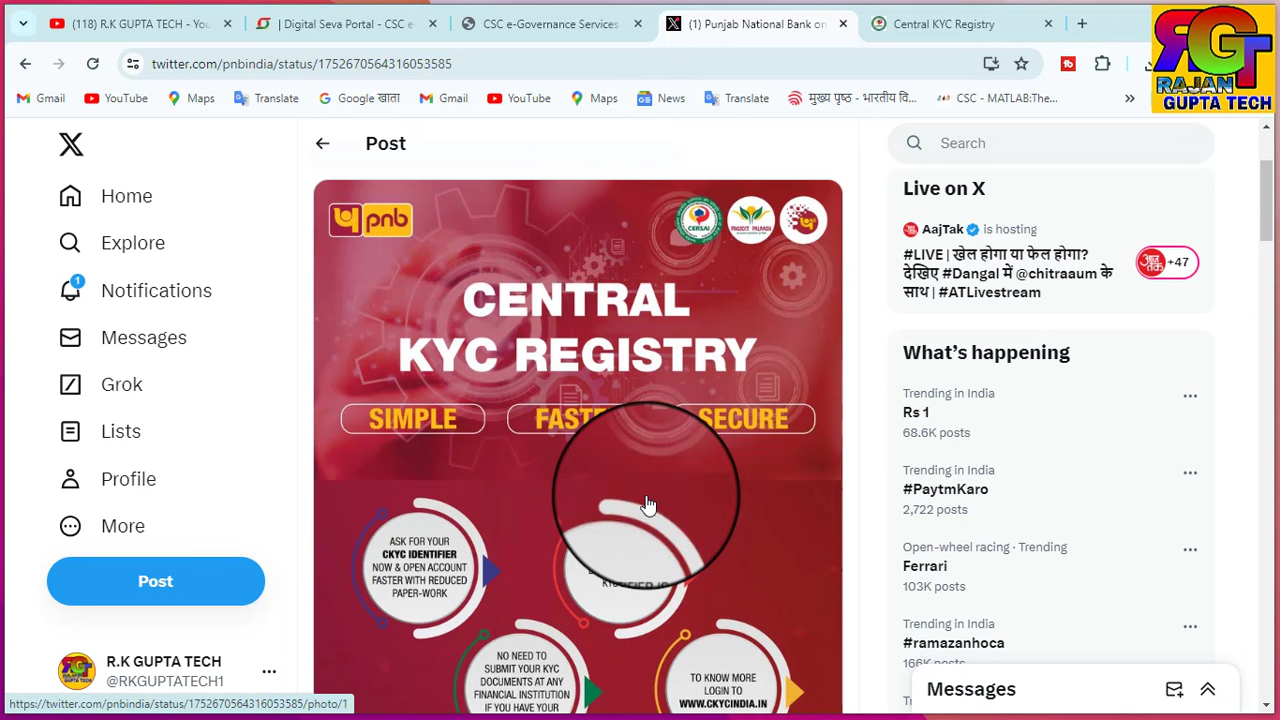 (118) R.K GUPTA TECH - You
| Digital Seva Portal - CSC e-
CSC e-Governance Services
(1) Punjab National Bank on
Central KYC Registry
RGT
RAJAN
GUPTA TECH
twitter.com/pnbindia/status/1752670564316053585
Gmail
YouTube
Maps
Translate
Google खाता
Gmail
YouTube
Maps
News
Translate
मुख्य पृष्ठ - भारतीय वि...
CSC - MATLAB:The...
Post
Search
Home
Explore
1
Notifications
Messages
Grok
Lists
Profile
More
Post
R.K GUPTA TECH
@RKGUPTATECH1
pnb
CERSAI
CENTRAL
KYC REGISTRY
SIMPLE
SECURE
ASK FOR YOUR
CKYC IDENTIFIER
NOW & OPEN ACCOUNT
FASTER WITH REDUCED
PAPER-WORK
NO NEED TO
SUBMIT YOUR KYC
DOCUMENTS AT ANY
FINANCIAL INSTITUTION
IF YOU HAVE YOUR
TO KNOW MORE
LOGIN TO
WWW.CKYCINDIA.IN
Live on X
AajTak is hosting
#LIVE | खेल होगा या फेल होगा?
देखिए #Dangal में @chitraaum के
साथ | #ATLivestream
आज तक
+47
What's happening
Trending in India
Rs 1
68.6K posts
Trending in India
#PaytmKaro
2,722 posts
Open-wheel racing · Trending
Ferrari
103K posts
Trending in India
#ramazanhoca
166K posts
Messages
https://twitter.com/pnbindia/status/1752670564316053585/photo/1